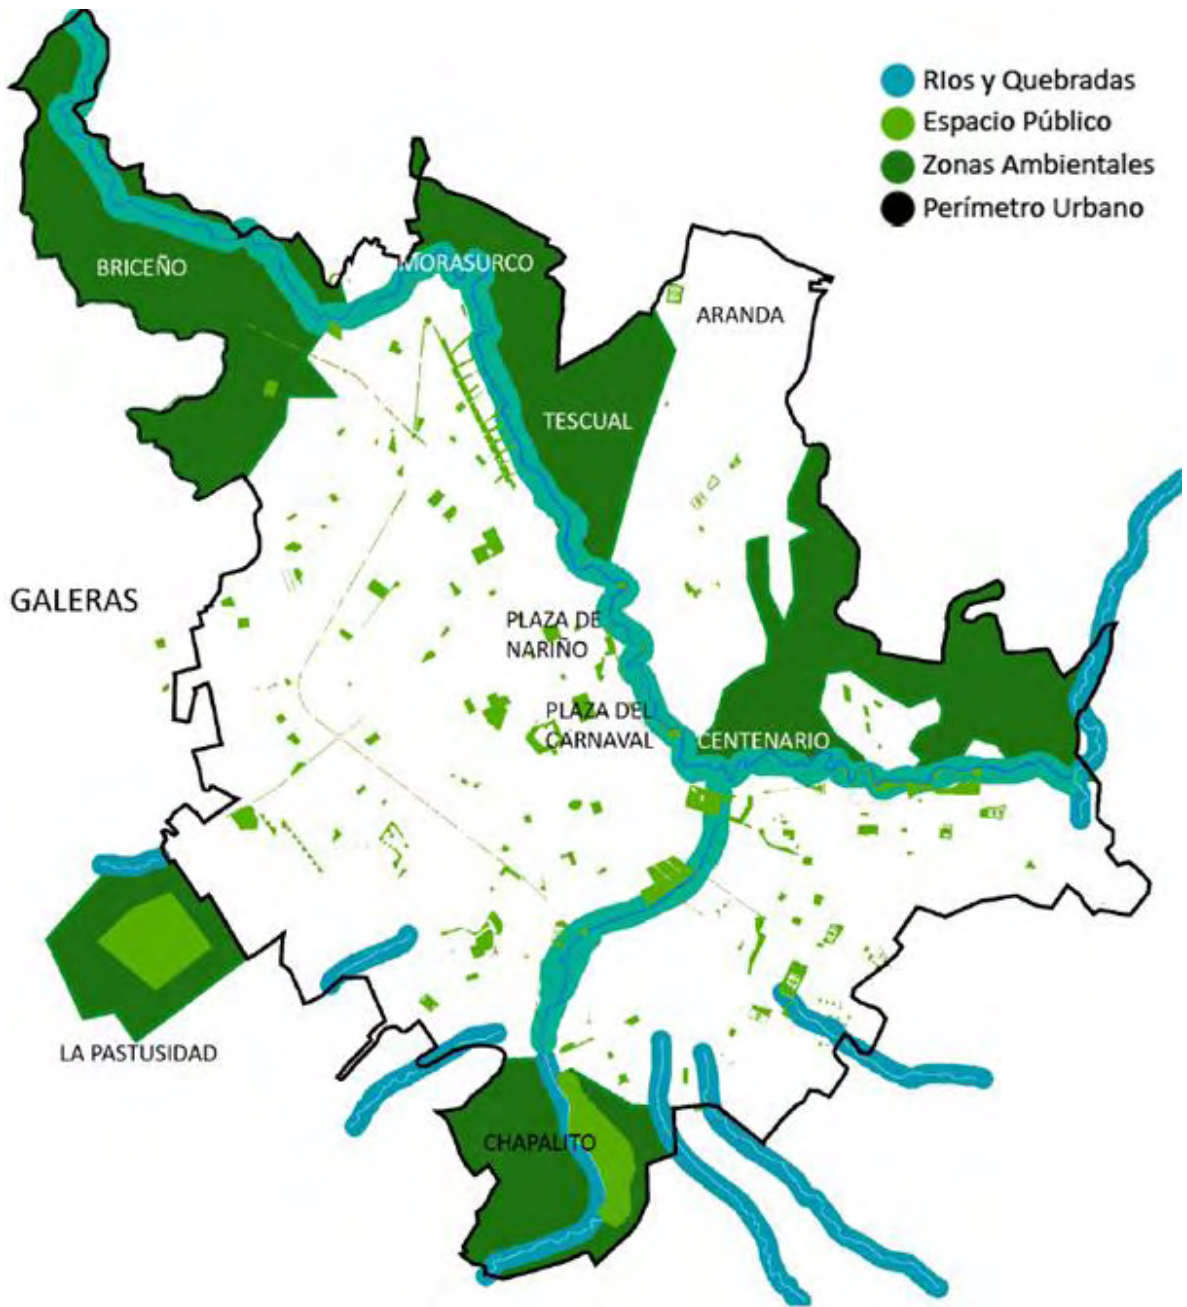 RIos y Quebradas
Espacio Público
Zonas Ambientales
Perímetro Urbano
BRICEÑO
MORASURCO
ARANDA
TESCUAL
GALERAS
PLAZA DE
NARIÑO
PLAZA DEL
CARNAVAL
CENTENARIO
LA PASTUSIDAD
CHAPALITO